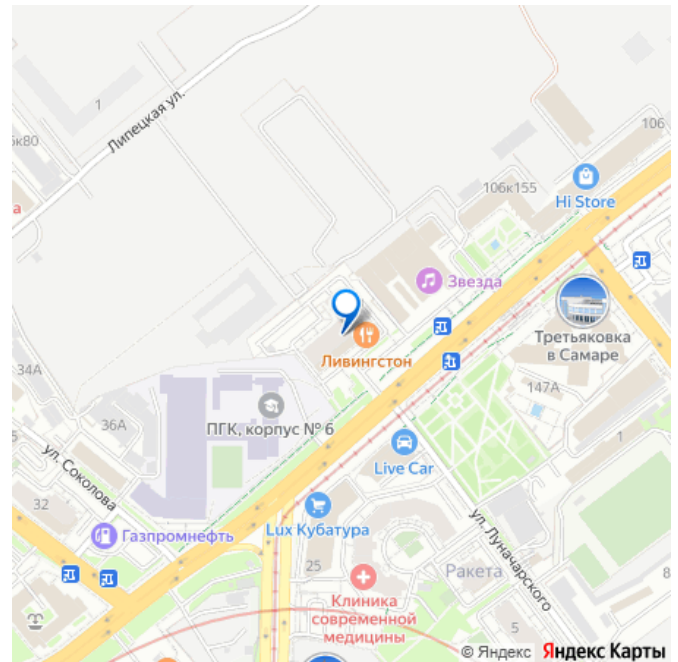 1
Липецкая ул.
106
6к80
106к155
Hi Store
а
Звезда
Третьяковка
в Самаре
Ливингстон
34А
147А
36А
ПГК, корпус № 6
1
5
Live Car
ул. Соколова
32
Lux Кубатура
Газпромнефть
ул. Луначарского
25
Ракета
8
Клиника
современной
медицины
5
© Яндекс Яндекс Карты